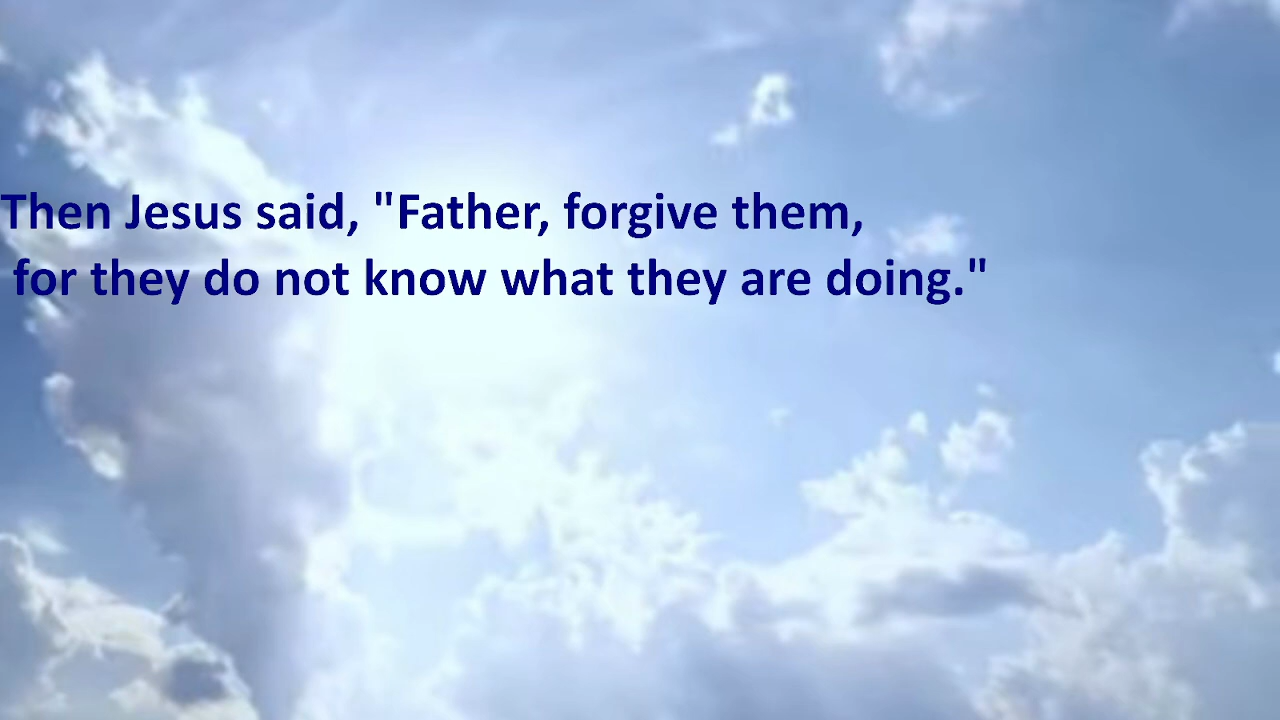 Then Jesus said, "Father, forgive them,
for they do not know what they are doing."